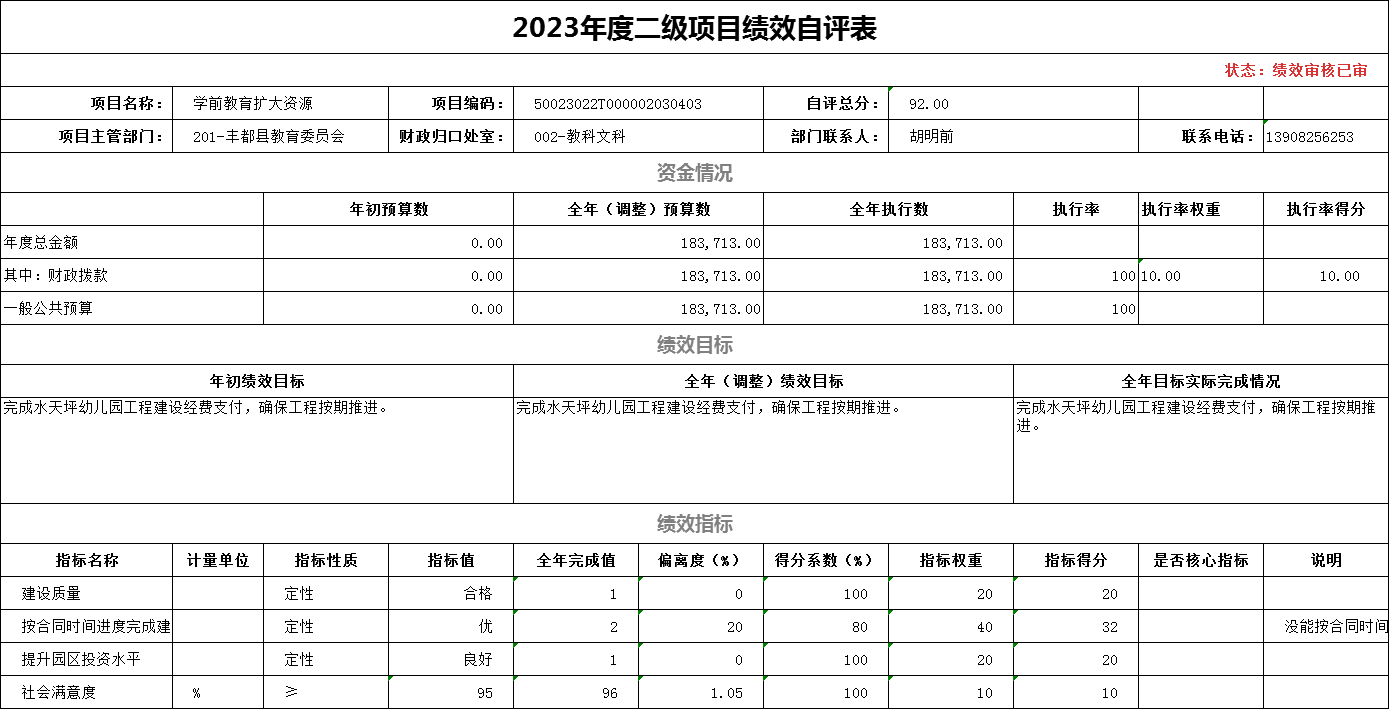 2023年度二级项目绩效自评表
状态：绩效审核已审
项目名称： 学前教育扩大资源 项目编码： 50023022T000002030403 自评总分： 92.00
项目主管部门： 201-丰都县教育委员会 财政归口处室： 002-教科文科 部门联系人： 胡明前 联系电话： 13908256253
资金情况
年初预算数 全年（调整）预算数 全年执行数 执行率 执行率权重 执行率得分
年度总金额 0.00 183,713.00 183,713.00
其中：财政拨款 0.00 183,713.00 183,713.00 100 10.00 10.00
一般公共预算 0.00 183,713.00 183,713.00 100
绩效目标
年初绩效目标 全年（调整）绩效目标 全年目标实际完成情况
完成水天坪幼儿园工程建设经费支付，确保工程按期推进。 完成水天坪幼儿园工程建设经费支付，确保工程按期推进。 完成水天坪幼儿园工程建设经费支付，确保工程按期推
进。
绩效指标
指标名称 计量单位 指标性质 指标值 全年完成值 偏离度（%） 得分系数（%） 指标权重 指标得分 是否核心指标 说明
建设质量 定性 合格 1 0 100 20 20
按合同时间进度完成建 定性 优 2 20 80 40 32 没能按合同时间
提升园区投资水平 定性 良好 1 0 100 20 20
社会满意度 % ≥ 95 96 1.05 100 10 10